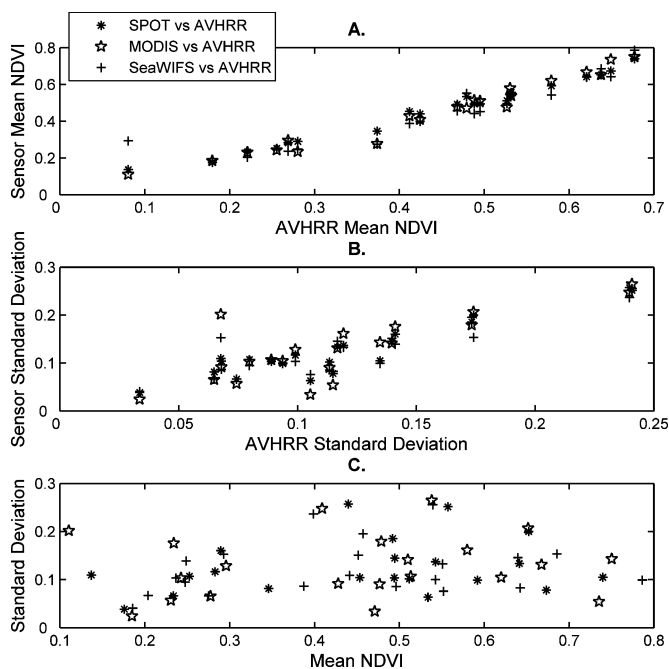 A.
SPOT vs AVHRR
MODIS vs AVHRR
SeaWIFS vs AVHRR
Sensor Mean NDVI
0.8
0.6
0.4
0.2
0
0 0.1 0.2 0.3 0.4 0.5 0.6 0.7
AVHRR Mean NDVI
B.
Sensor Standard Deviation
0.3
0.2
0.1
0
0 0.05 0.1 0.15 0.2 0.25
AVHRR Standard Deviation
C.
Standard Deviation
0.3
0.2
0.1
0
0.1 0.2 0.3 0.4 0.5 0.6 0.7 0.8
Mean NDVI